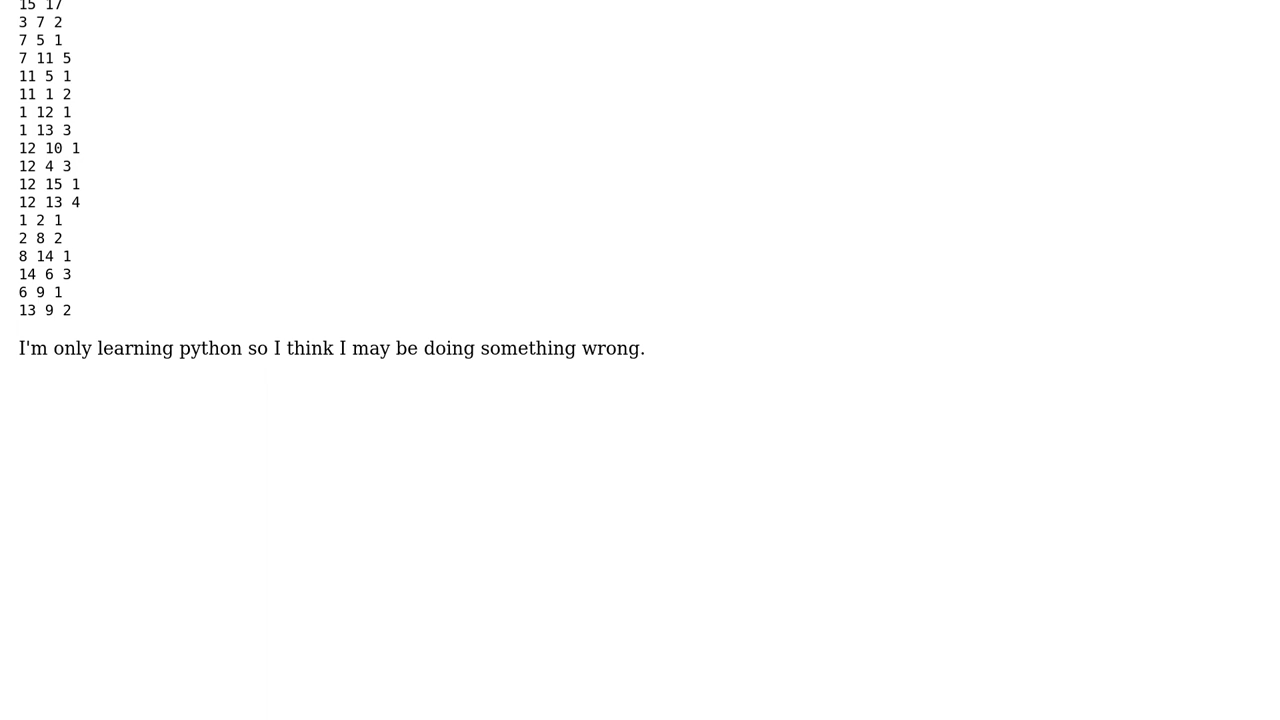 15 17
3 7 2
7 5 1
7 11 5
11 5 1
11 1 2
1 12 1
1 13 3
12 10 1
12 4 3
12 15 1
12 13 4
1 2 1
2 8 2
8 14 1
14 6 3
6 9 1
13 9 2
I'm only learning python so I think I may be doing something wrong.